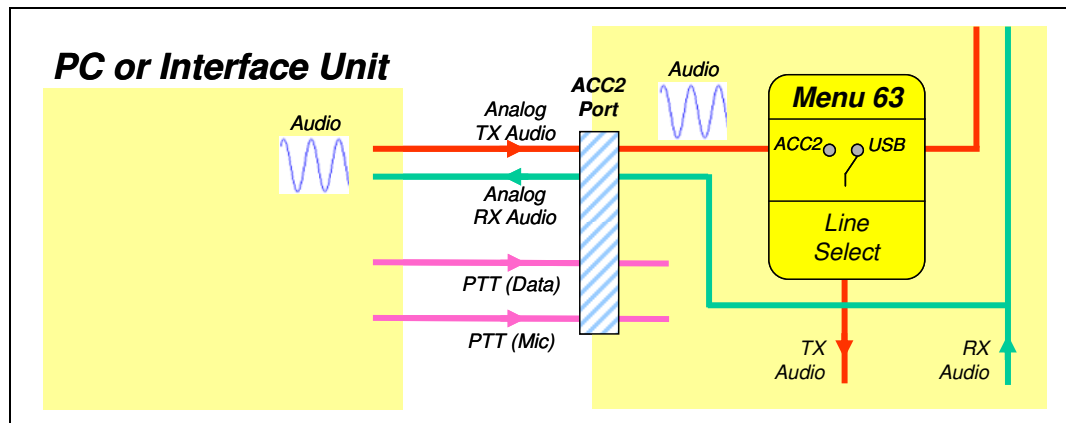 PC or Interface Unit
Audio
Analog
TX Audio
Analog
RX Audio
PTT (Data)
PTT (Mic)
ACC2
Port
Audio
Menu 63
ACC2
USB
Line
Select
TX
Audio
RX
Audio